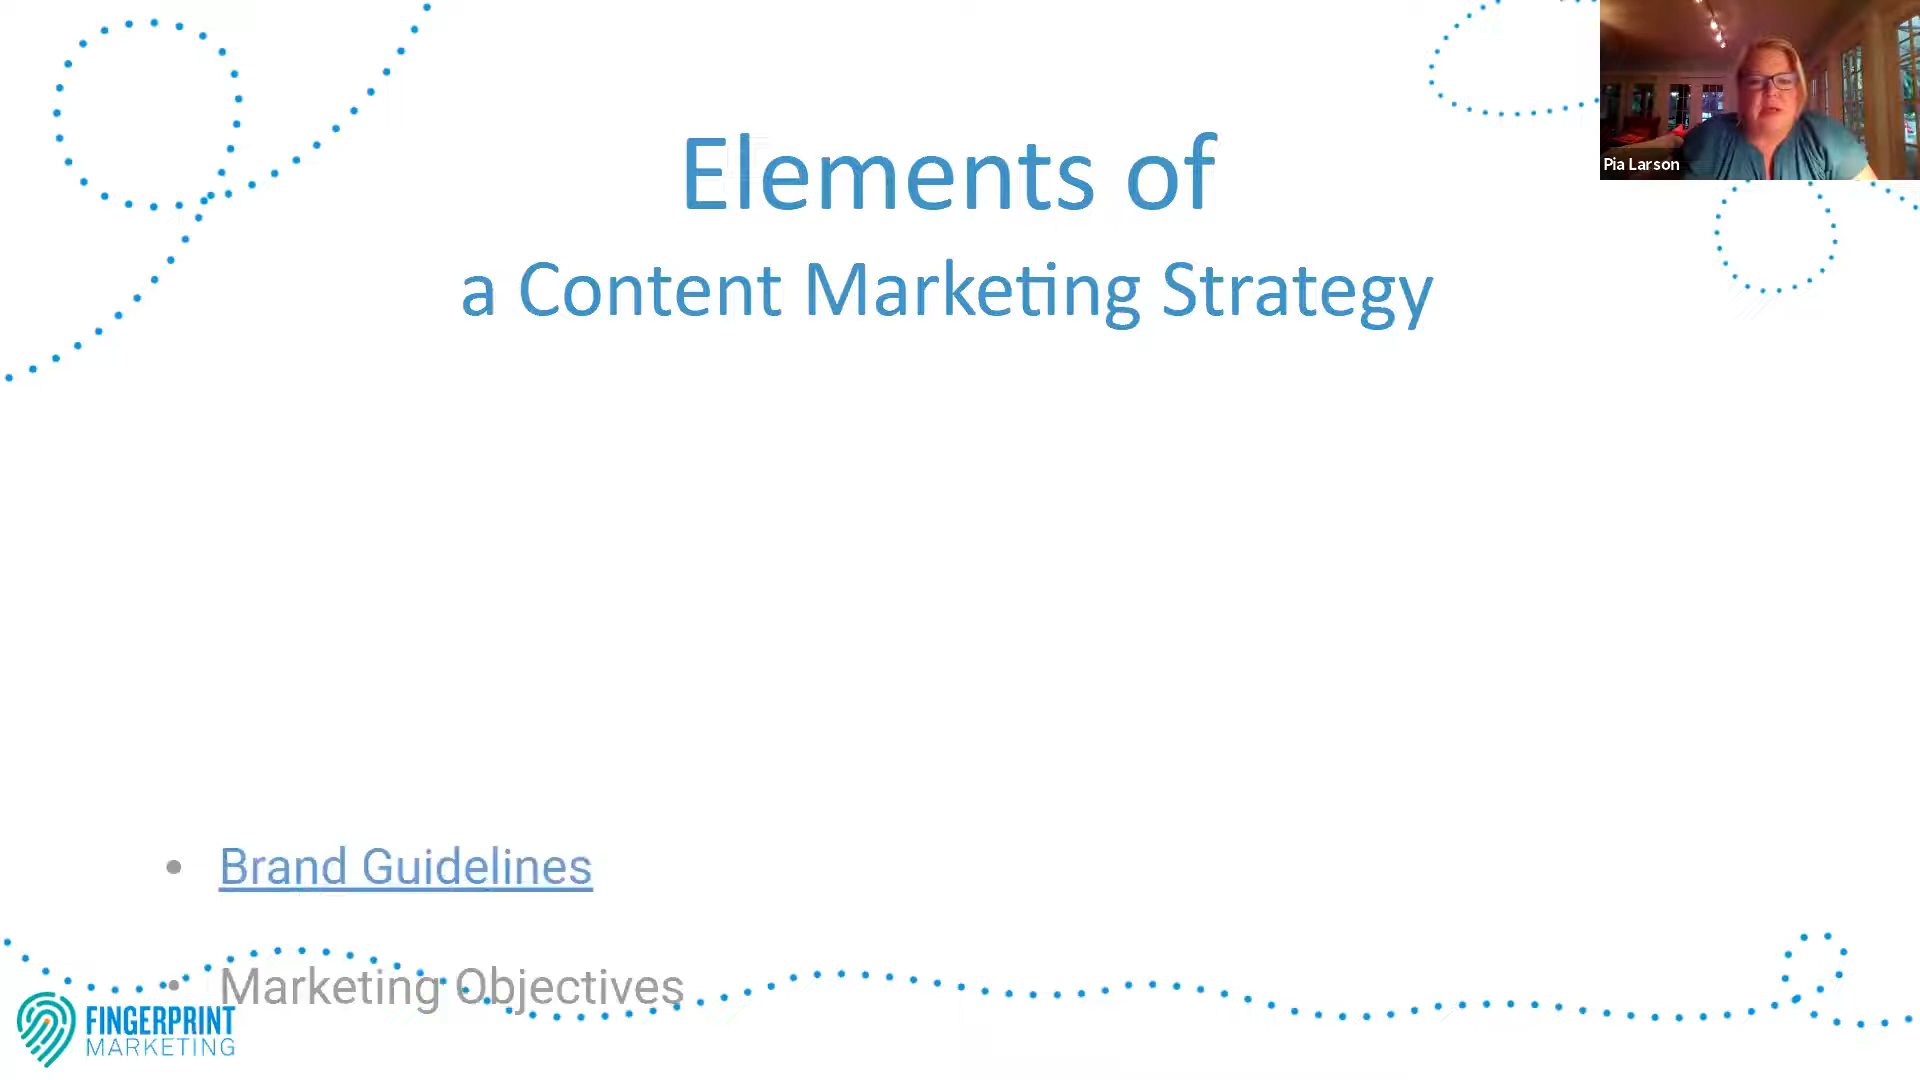 Elements of
a Content Marketing Strategy
Pia Larson
• Brand Guidelines
• Marketing Objectives
FINGERPRINT
MARKETING